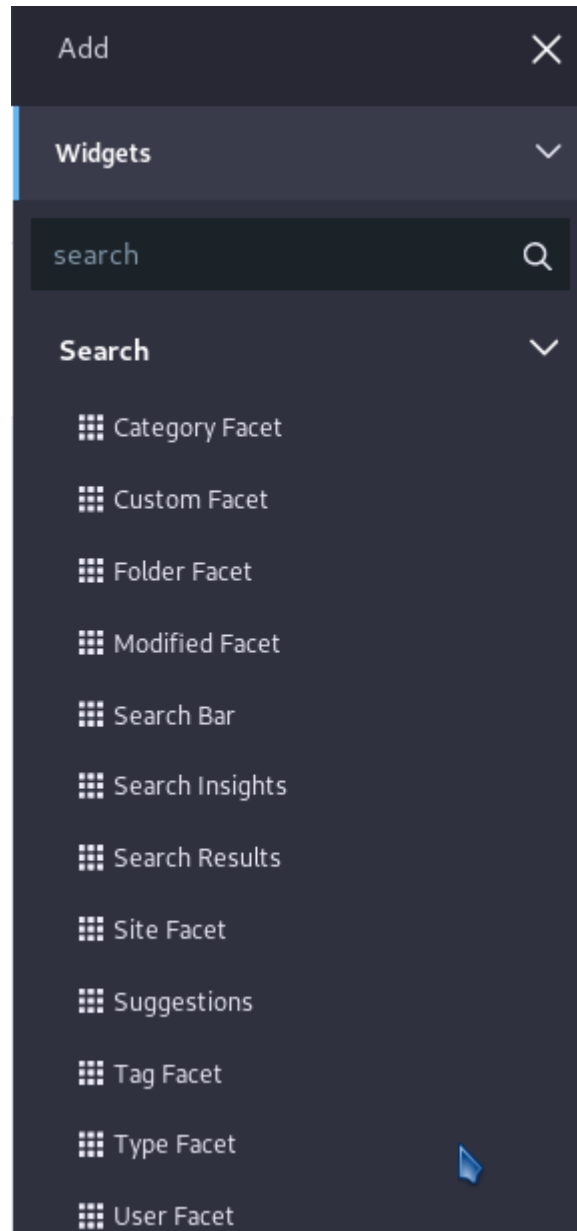 Add
Widgets
search
Search
Category Facet
Custom Facet
Folder Facet
Modified Facet
Search Bar
Search Insights
Search Results
Site Facet
Suggestions
Tag Facet
Type Facet
User Facet